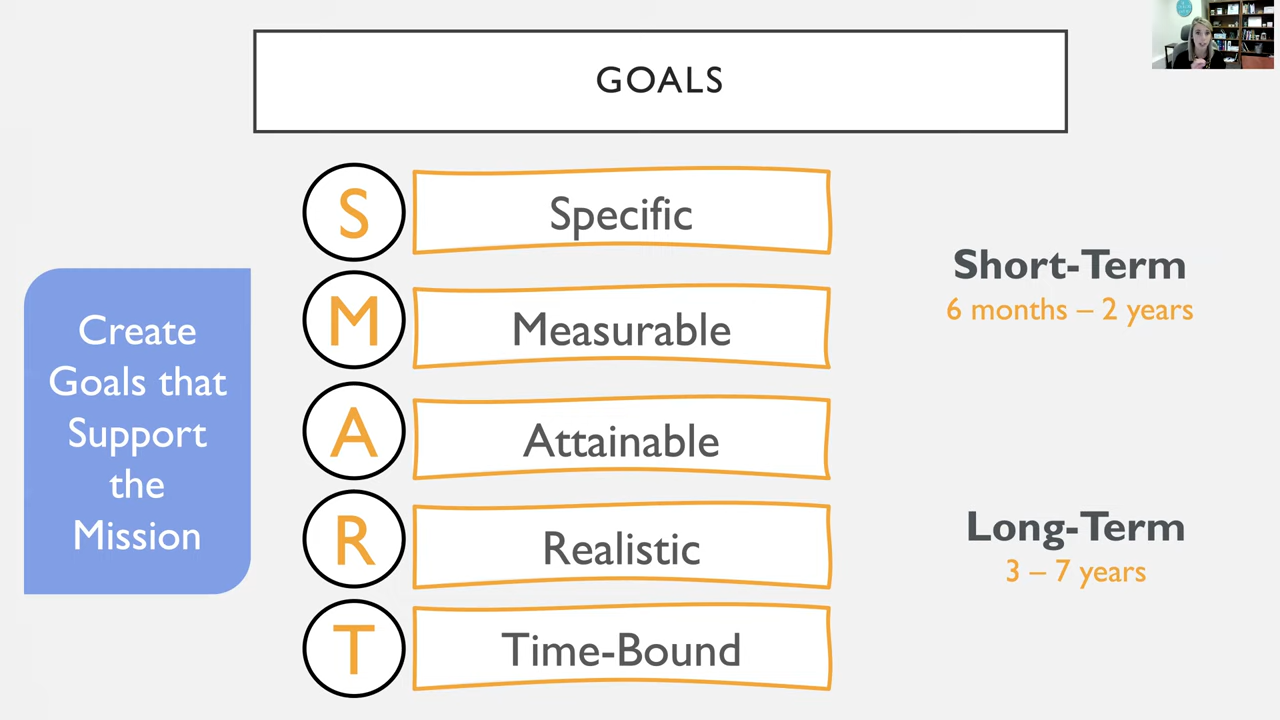 GOALS
Create
Goals that
Support
the
Mission
S
Specific
M
Measurable
A
Attainable
R
Realistic
T
Time-Bound
Short-Term
6 months – 2 years
Long-Term
3 – 7 years